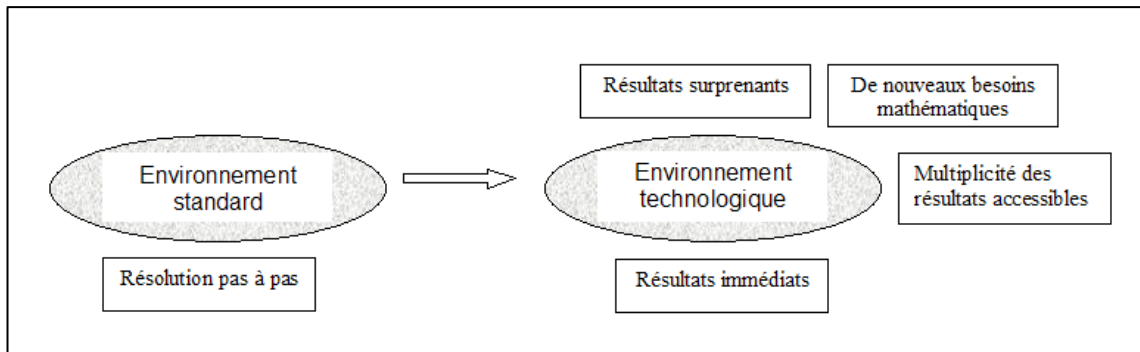 Résultats surprenants
De nouveaux besoins
mathématiques
Environnement
standard
Environnement
technologique
Multiplicité des
résultats accessibles
Résolution pas à pas
Résultats immédiats